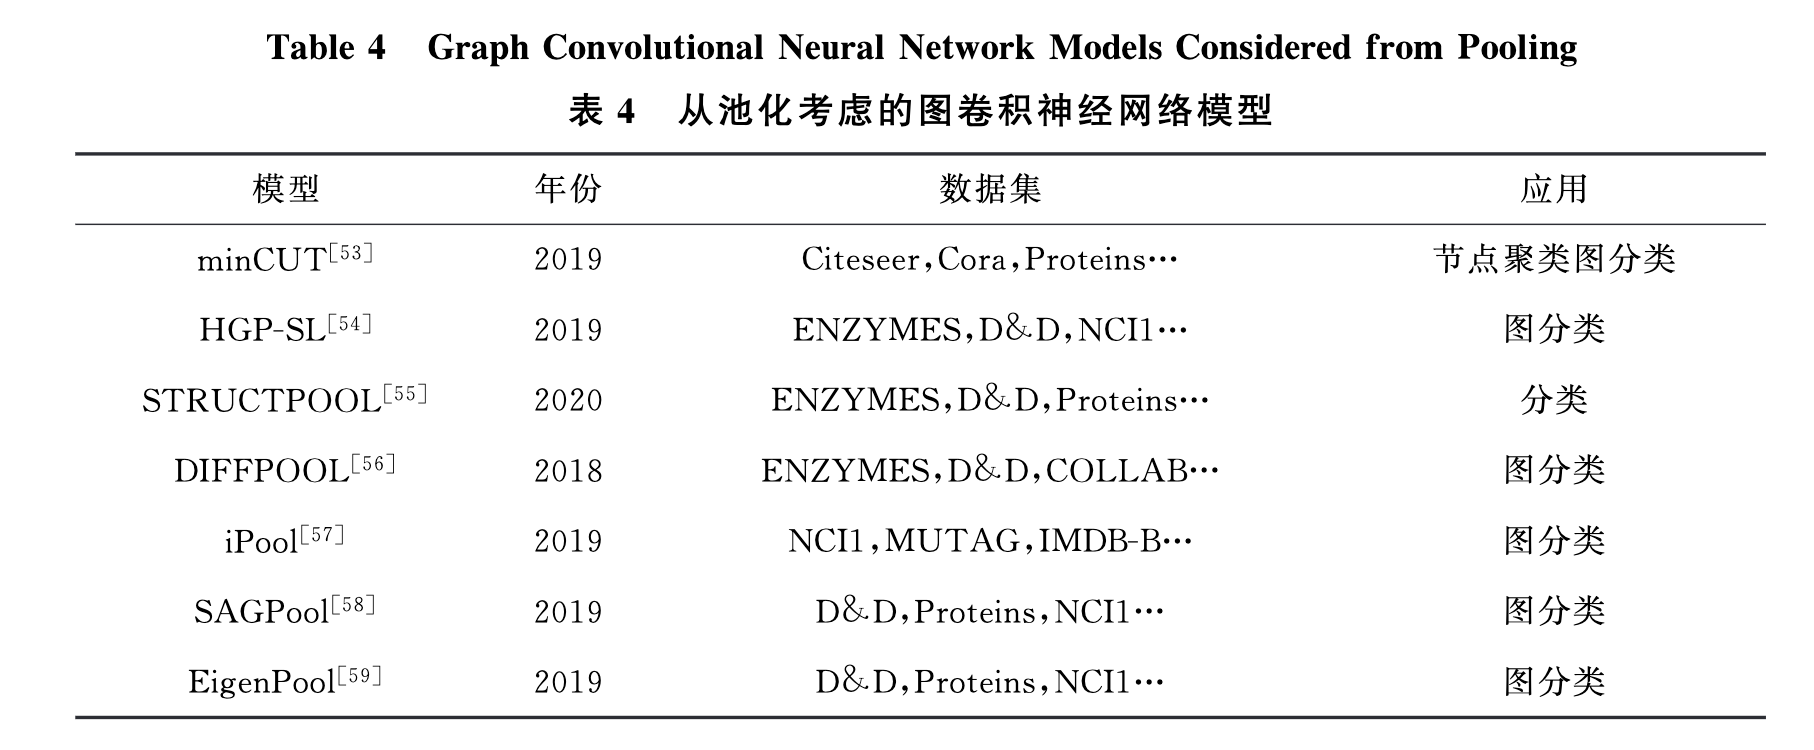 Table 4 Graph Convolutional Neural Network Models Considered from Pooling
表 4 从池化考虑的图卷积神经网络模型
模型 年份 数据集 应用
minCUT[53] 2019 Citeseer,Cora,Proteins… 节点聚类图分类
HGP-SL[54] 2019 ENZYMES,D&D,NCI1… 图分类
STRUCTPOOL[55] 2020 ENZYMES,D&D,Proteins… 分类
DIFFPOOL[56] 2018 ENZYMES,D&D,COLLAB… 图分类
iPool[57] 2019 NCI1,MUTAG,IMDB-B… 图分类
SAGPool[58] 2019 D&D,Proteins,NCI1… 图分类
EigenPool[59] 2019 D&D,Proteins,NCI1… 图分类